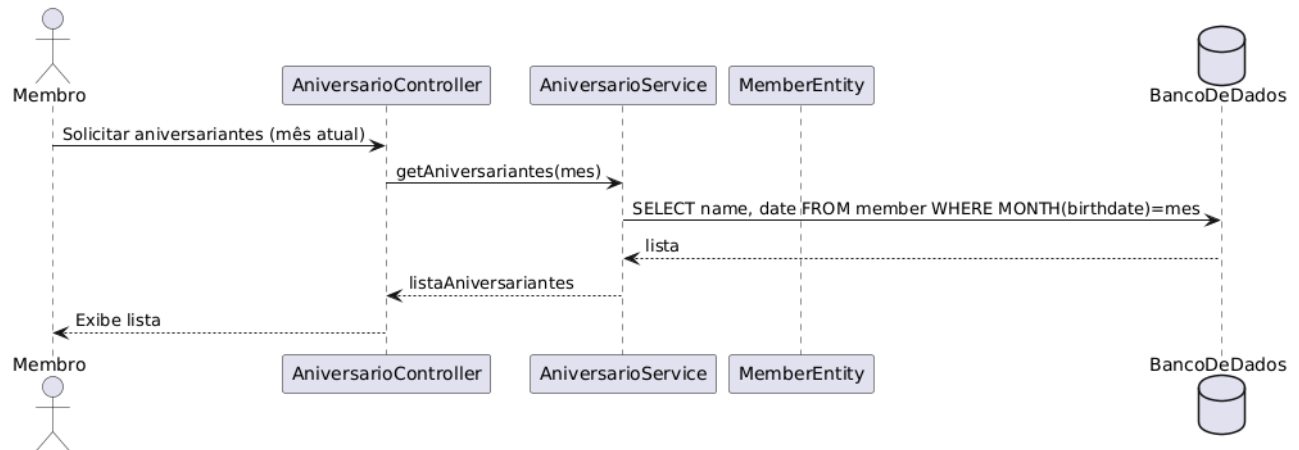 Membro
AniversarioController
AniversarioService
MemberEntity
BancoDeDados
Solicitar aniversariantes (mês atual)
getAniversariantes(mes)
SELECT name, date FROM member WHERE MONTH(birthdate)=mes
lista
listaAniversariantes
Exibe lista
Membro
AniversarioController
AniversarioService
MemberEntity
BancoDeDados